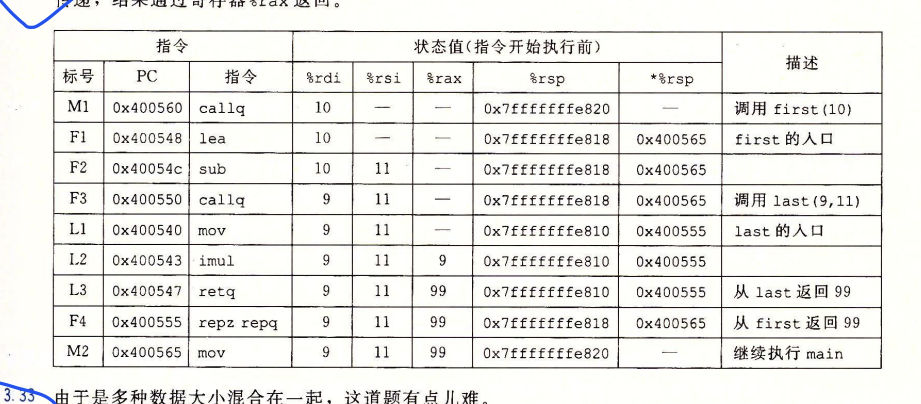 传递，结果通过寄存器%rax返回。
指令 状态值(指令开始执行前) 描述
标号 PC 指令 %rdi %rsi %rax %rsp *%rsp
M1 0x400560 callq 10 — — 0x7fffffffe820 — 调用 first(10)
F1 0x400548 lea 10 — — 0x7fffffffe818 0x400565 first 的入口
F2 0x40054c sub 10 11 — 0x7fffffffe818 0x400565
F3 0x400550 callq 9 11 — 0x7fffffffe818 0x400565 调用 last(9,11)
L1 0x400540 mov 9 11 — 0x7fffffffe810 0x400555 last 的入口
L2 0x400543 imul 9 11 9 0x7fffffffe810 0x400555
L3 0x400547 retq 9 11 99 0x7fffffffe810 0x400555 从 last 返回 99
F4 0x400555 repz repq 9 11 99 0x7fffffffe818 0x400565 从 first 返回 99
M2 0x400565 mov 9 11 99 0x7fffffffe820 — 继续执行 main
3.33 由于是多种数据大小混合在一起，这道题有点儿难。